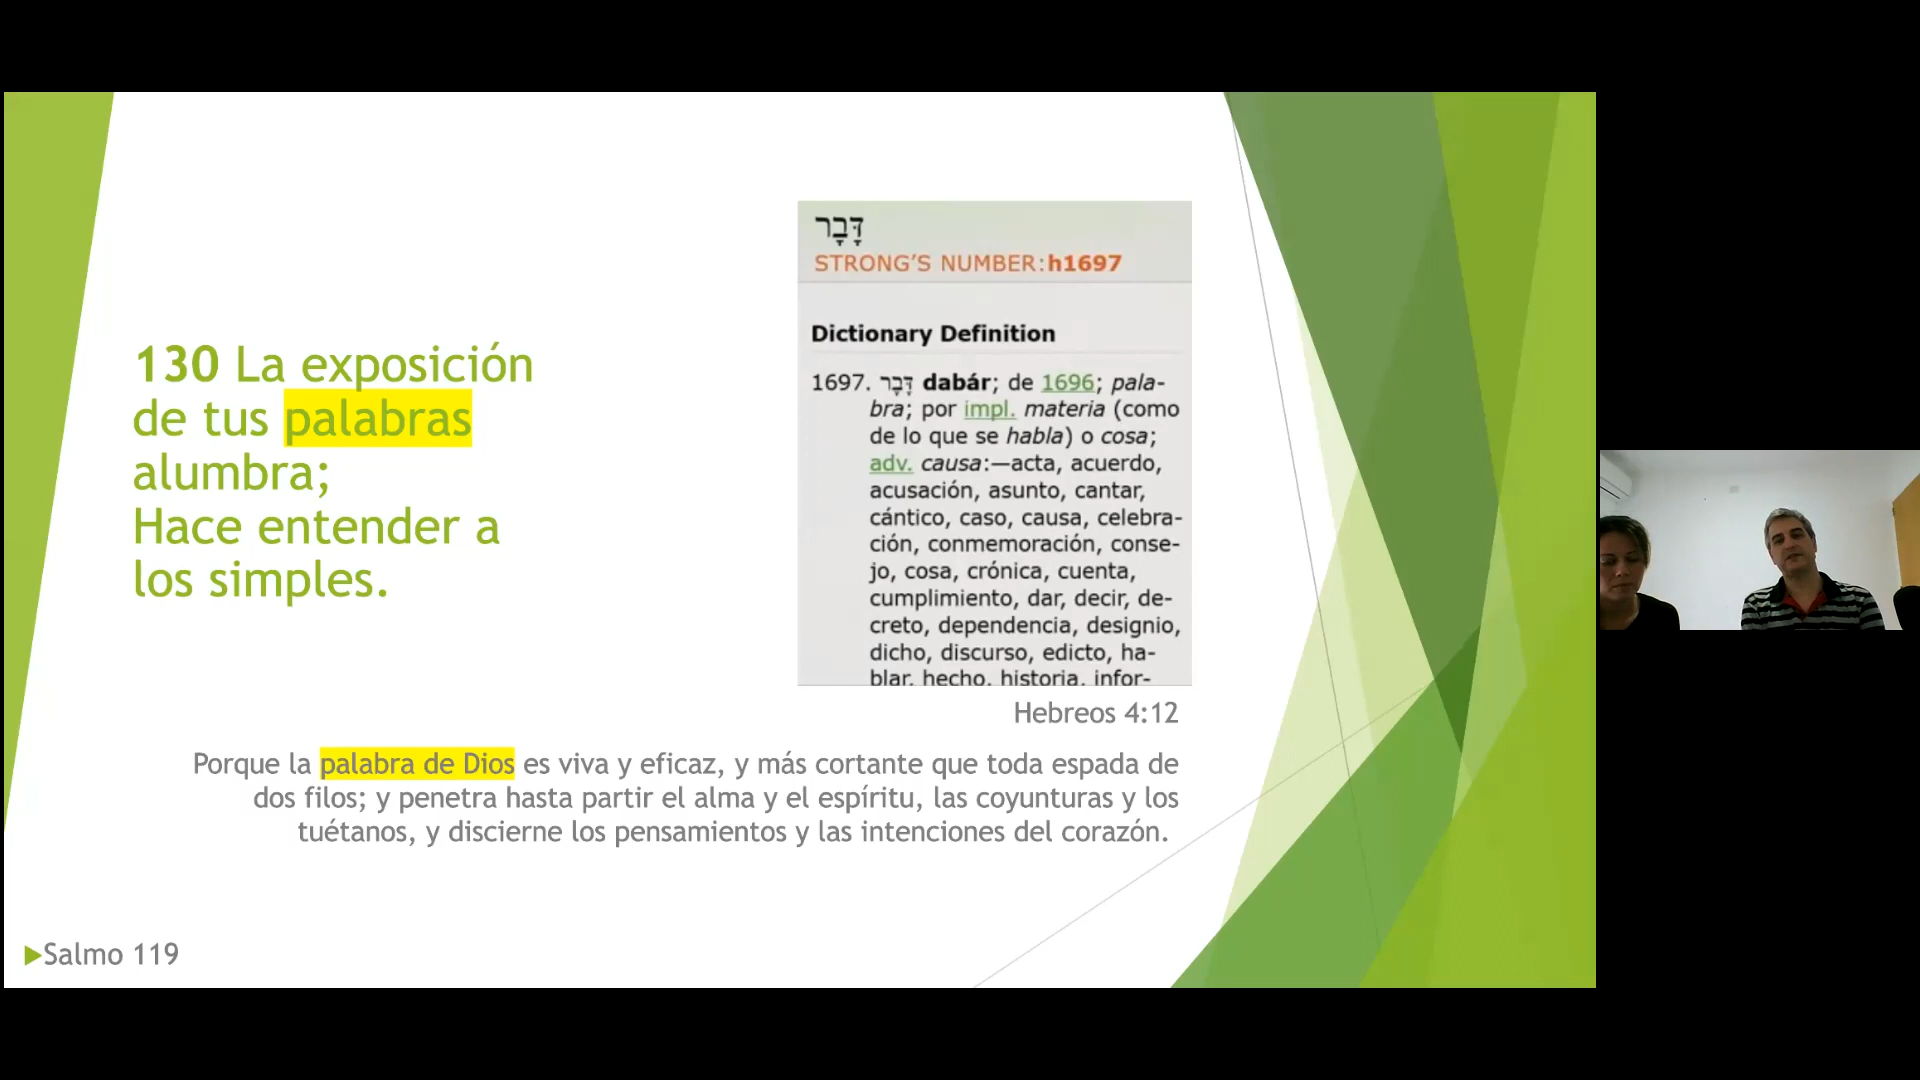 130 La exposición
de tus palabras
alumbra;
Hace entender a
los simples.
דָּבָר
STRONG'S NUMBER:h1697
Dictionary Definition
1697. דָּבָר dabár; de 1696; pala-
bra; por impl. materia (como
de lo que se habla) o cosa;
adv. causa:—acta, acuerdo,
acusación, asunto, cantar,
cántico, caso, causa, celebra-
ción, conmemoración, conse-
jo, cosa, crónica, cuenta,
cumplimiento, dar, decir, de-
creto, dependencia, designio,
dicho, discurso, edicto, ha-
blar, hecho, historia, infor-
Hebreos 4:12
Porque la palabra de Dios es viva y eficaz, y más cortante que toda espada de
dos filos; y penetra hasta partir el alma y el espíritu, las coyunturas y los
tuétanos, y discierne los pensamientos y las intenciones del corazón.
Salmo 119